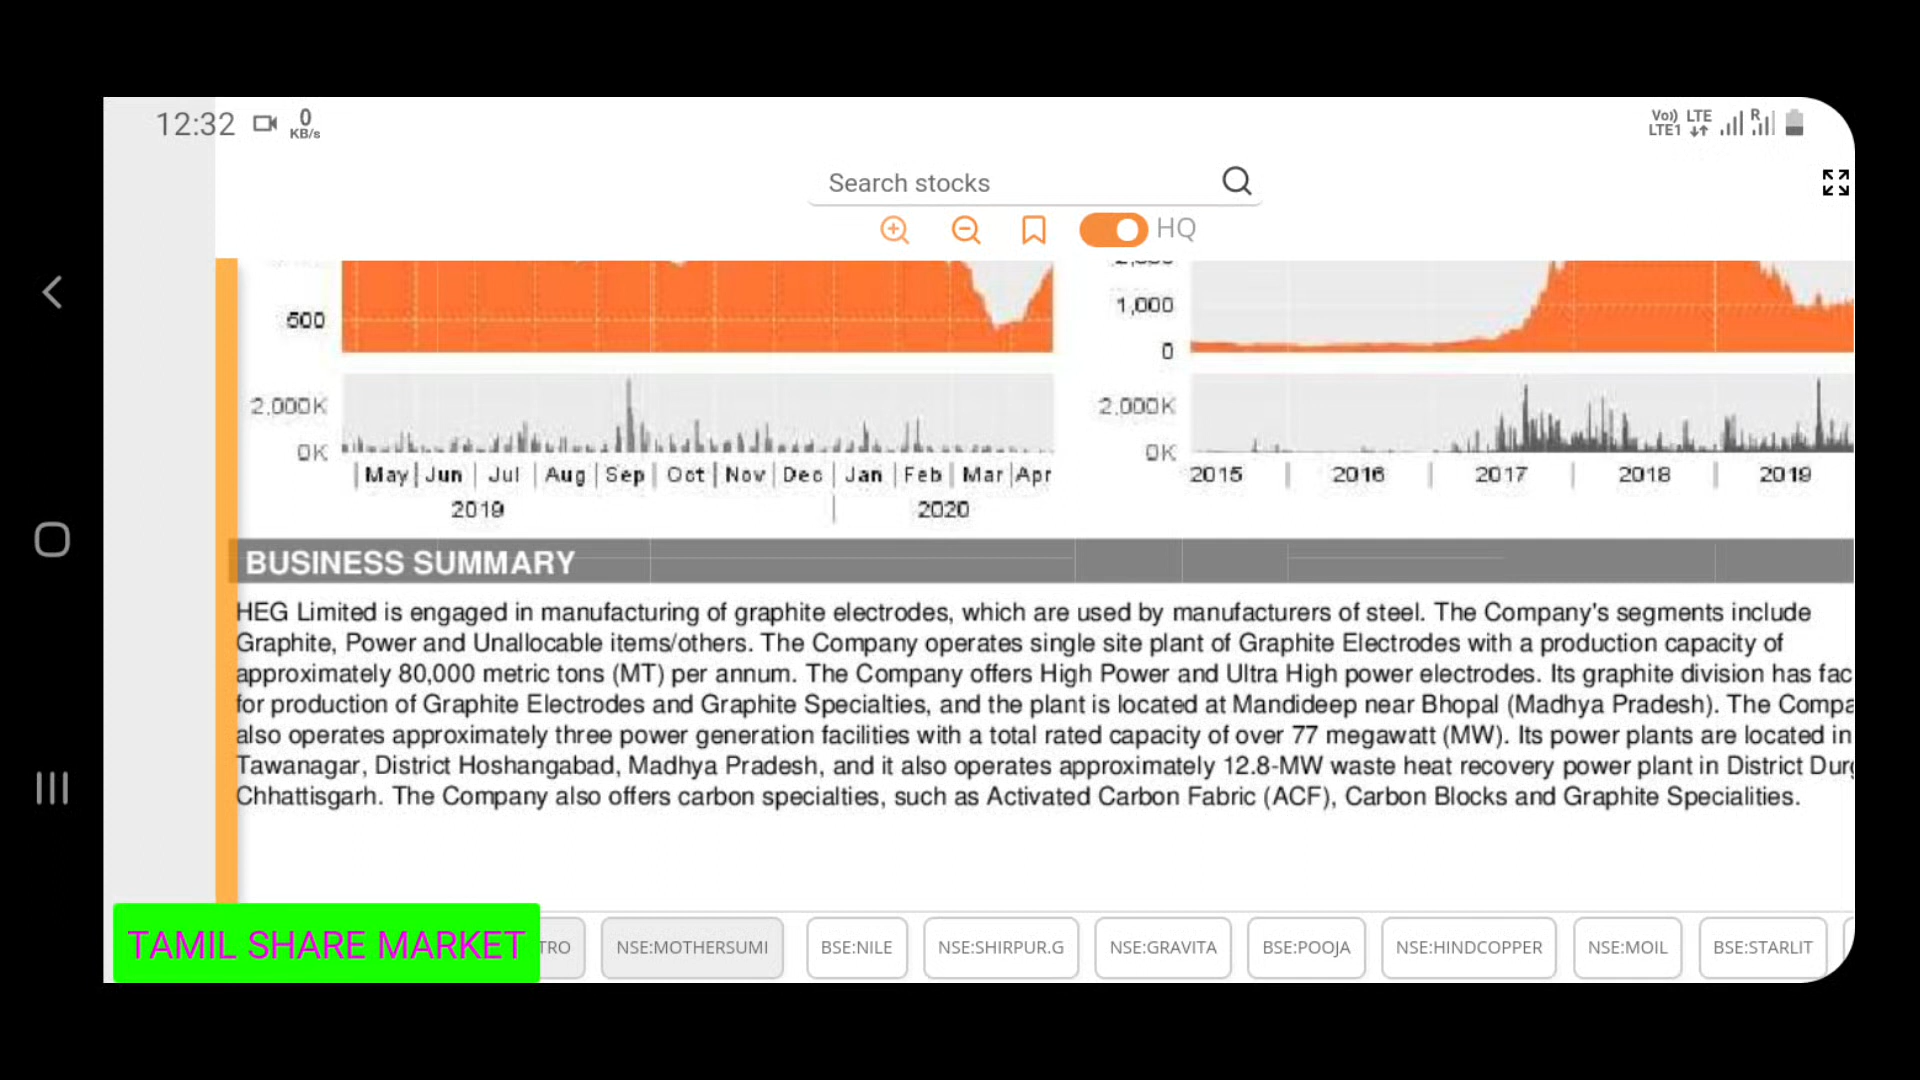 12:32
0
KB/s
Vo)) LTE
LTE1
R
Search stocks
HQ
500
1,000
0
2,000K
0K
2,000K
0K
May Jun Jul Aug Sep Oct Nov Dec Jan Feb Mar Apr
2019 2020
2015 2016 2017 2018 2019
BUSINESS SUMMARY
HEG Limited is engaged in manufacturing of graphite electrodes, which are used by manufacturers of steel. The Company's segments include
Graphite, Power and Unallocable items/others. The Company operates single site plant of Graphite Electrodes with a production capacity of
approximately 80,000 metric tons (MT) per annum. The Company offers High Power and Ultra High power electrodes. Its graphite division has fac
for production of Graphite Electrodes and Graphite Specialties, and the plant is located at Mandideep near Bhopal (Madhya Pradesh). The Compa
also operates approximately three power generation facilities with a total rated capacity of over 77 megawatt (MW). Its power plants are located in
Tawanagar, District Hoshangabad, Madhya Pradesh, and it also operates approximately 12.8-MW waste heat recovery power plant in District Durg
Chhattisgarh. The Company also offers carbon specialties, such as Activated Carbon Fabric (ACF), Carbon Blocks and Graphite Specialities.
TAMIL SHARE MARKET
TRO
NSE:MOTHERSUMI
BSE:NILE
NSE:SHIRPUR.G
NSE:GRAVITA
BSE:POOJA
NSE:HINDCOPPER
NSE:MOIL
BSE:STARLIT